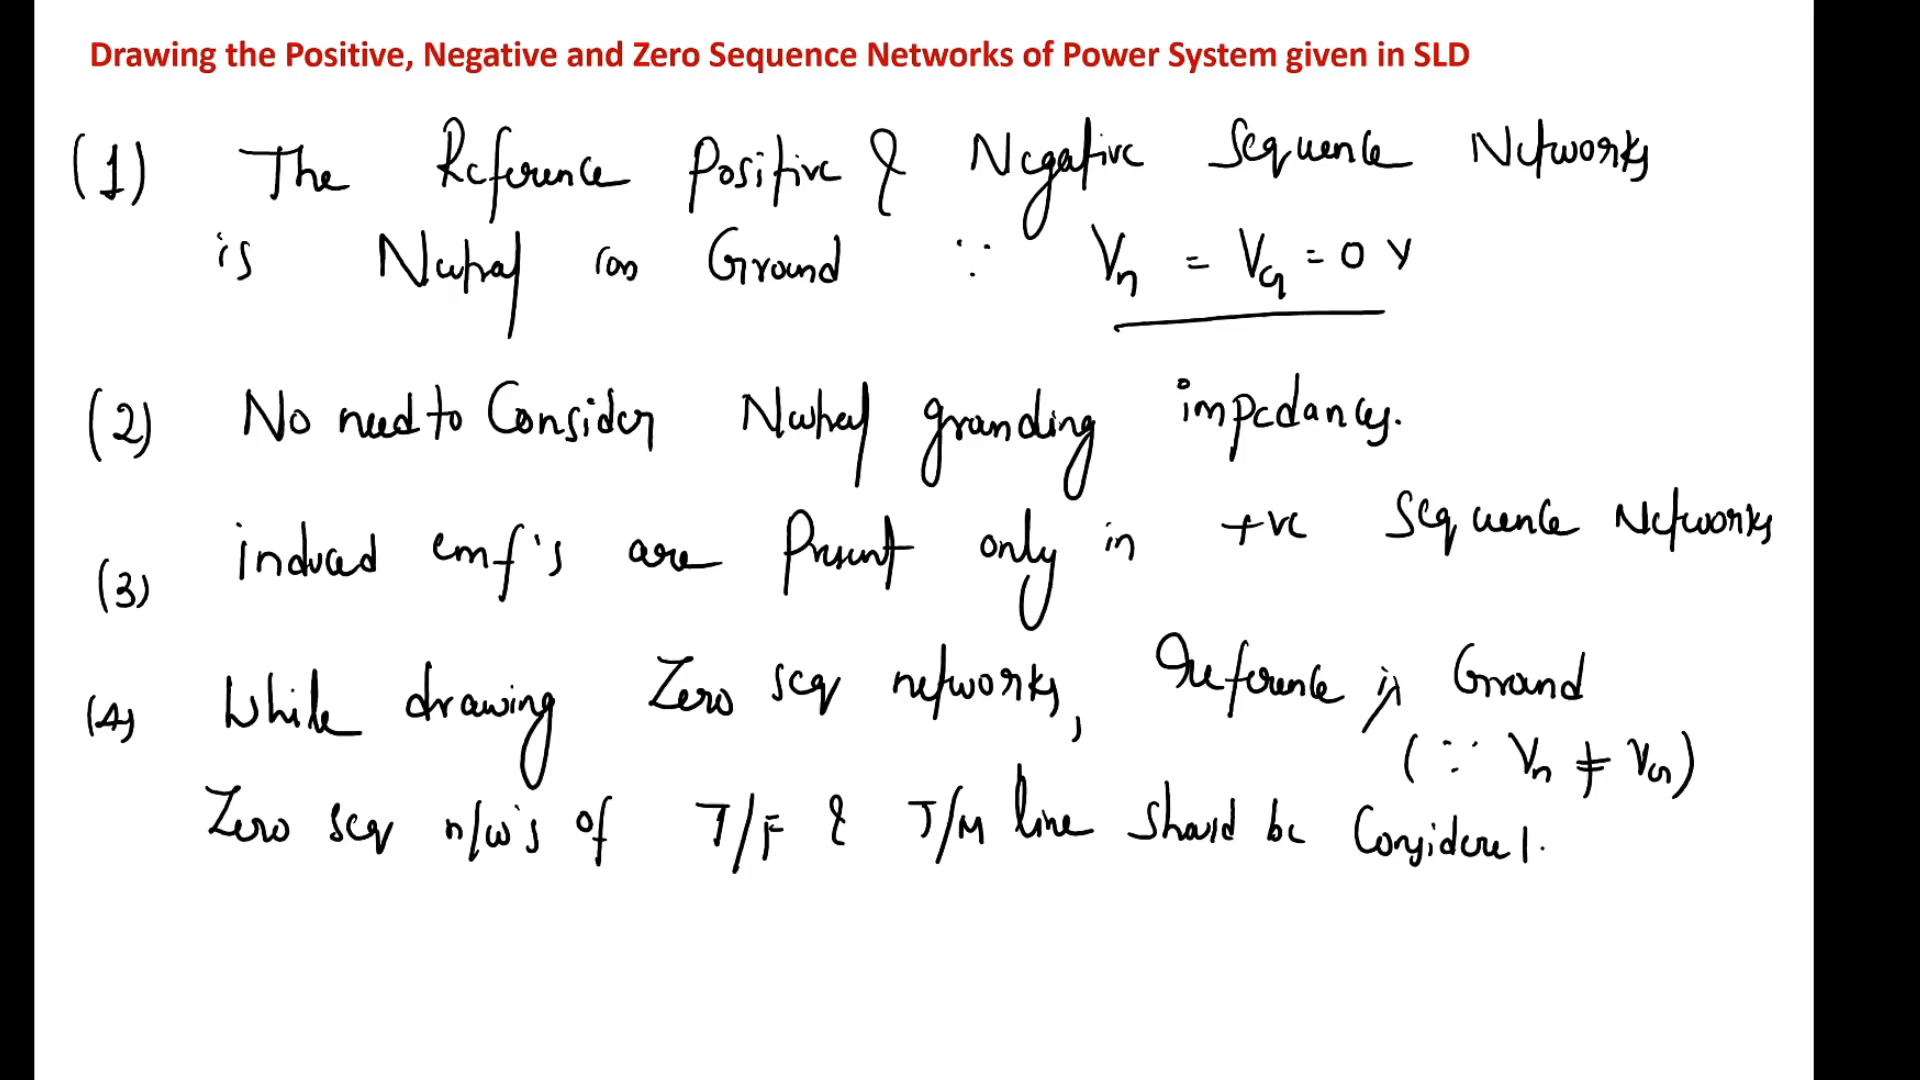 Drawing the Positive, Negative and Zero Sequence Networks of Power System given in SLD
(1) The Reference Positive & Negative Sequence Networks
is Neutral (or) Ground ∵ Vn = VG = 0 V
(2) No need to Consider Neutral grounding impedances.
(3) induced emf's are Present only in +ve Sequence Networks
(4) While drawing Zero seq networks, reference is Ground
(∵ Vn ≠ VG)
Zero seq n/w's of T/F & T/M line should be Considered.